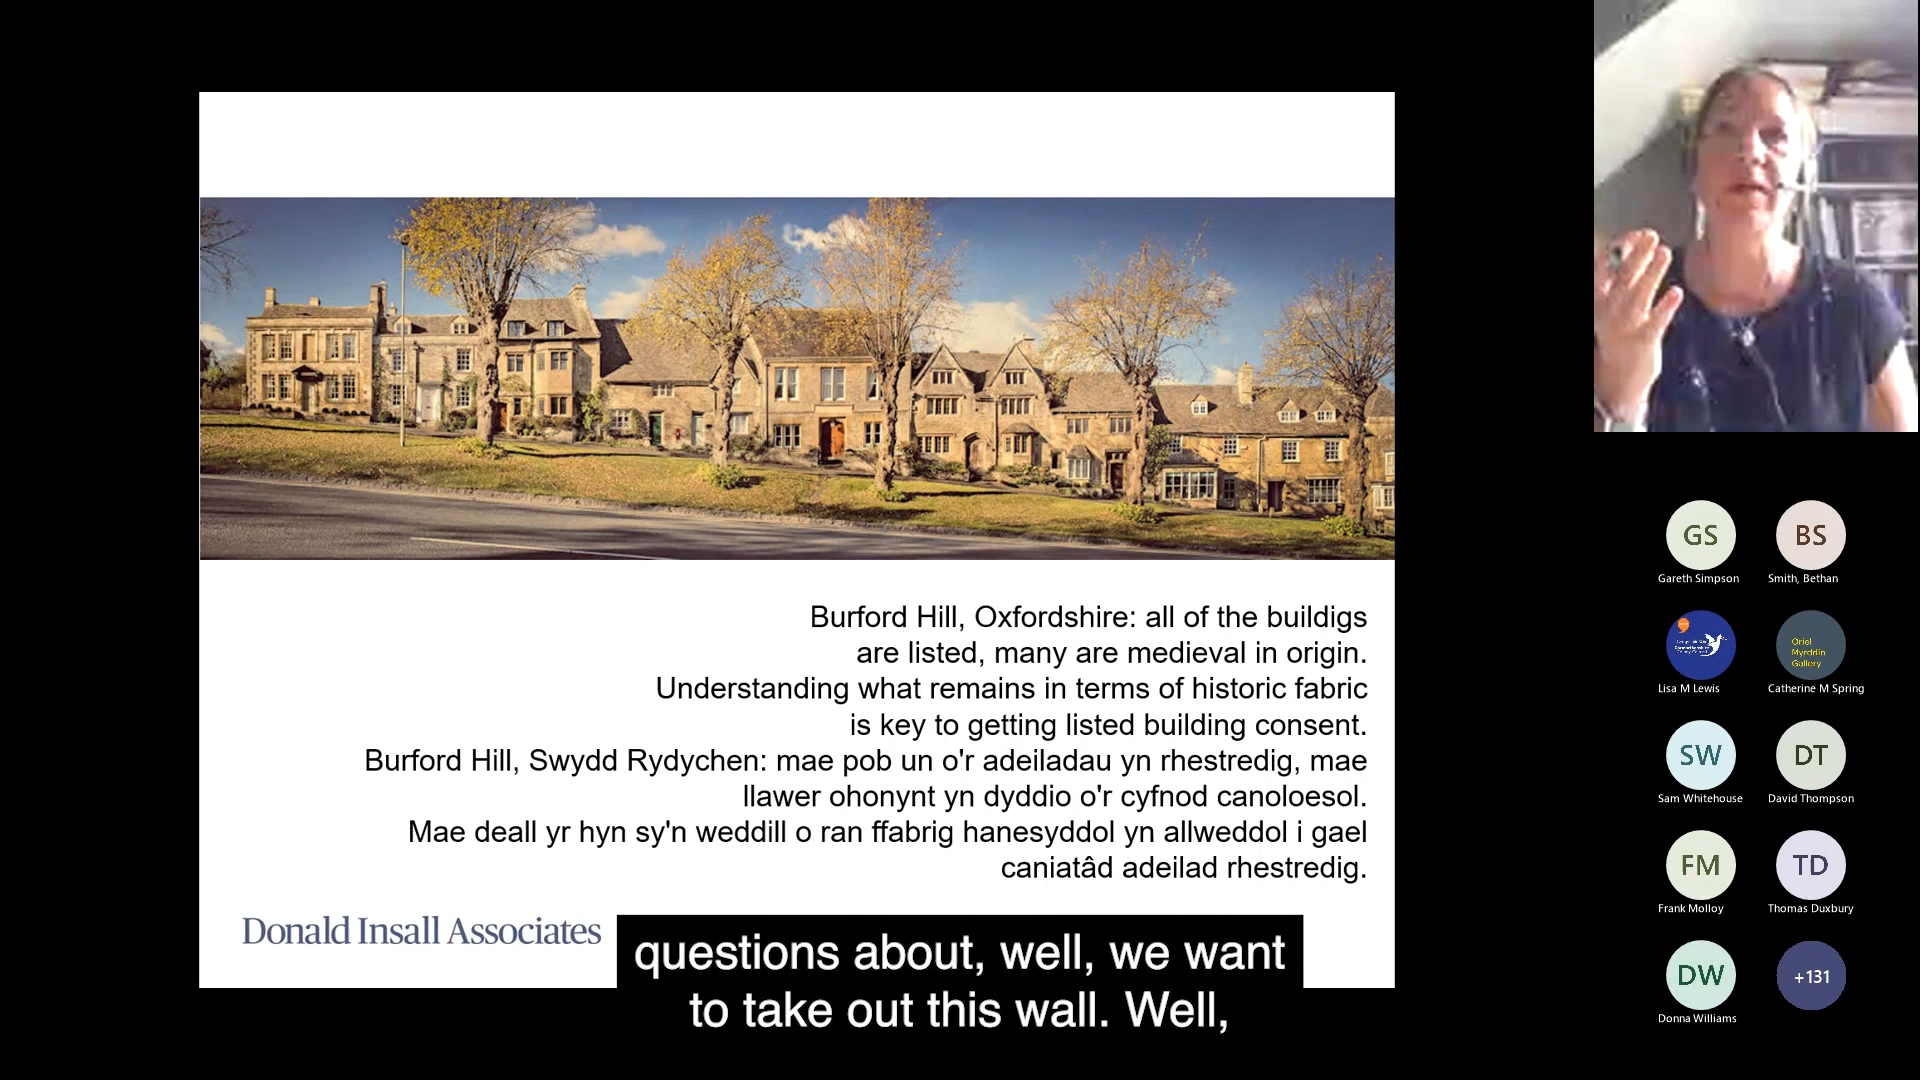 Burford Hill, Oxfordshire: all of the buildigs
are listed, many are medieval in origin.
Understanding what remains in terms of historic fabric
is key to getting listed building consent.
Burford Hill, Swydd Rydychen: mae pob un o'r adeiladau yn rhestredig, mae
llawer ohonynt yn dyddio o'r cyfnod canoloesol.
Mae deall yr hyn sy'n weddill o ran ffabrig hanesyddol yn allweddol i gael
caniatâd adeilad rhestredig.
Donald Insall Associates
questions about, well, we want
to take out this wall. Well,
GS
Gareth Simpson
BS
Smith, Bethan
Lisa M Lewis
Oriel
Myrddin
Gallery
Catherine M Spring
SW
Sam Whitehouse
DT
David Thompson
FM
Frank Molloy
TD
Thomas Duxbury
DW
Donna Williams
+131